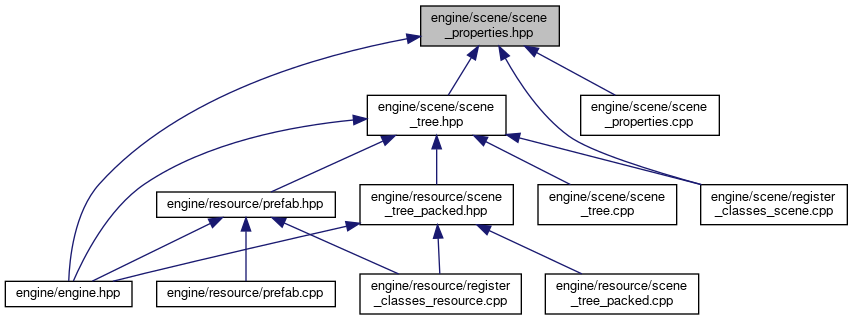 engine/scene/scene
_properties.hpp
engine/scene/scene
_tree.hpp
engine/scene/scene
_properties.cpp
engine/resource/prefab.hpp
engine/resource/scene
_tree_packed.hpp
engine/scene/scene
_tree.cpp
engine/scene/register
_classes_scene.cpp
engine/engine.hpp
engine/resource/prefab.cpp
engine/resource/register
_classes_resource.cpp
engine/resource/scene
_tree_packed.cpp